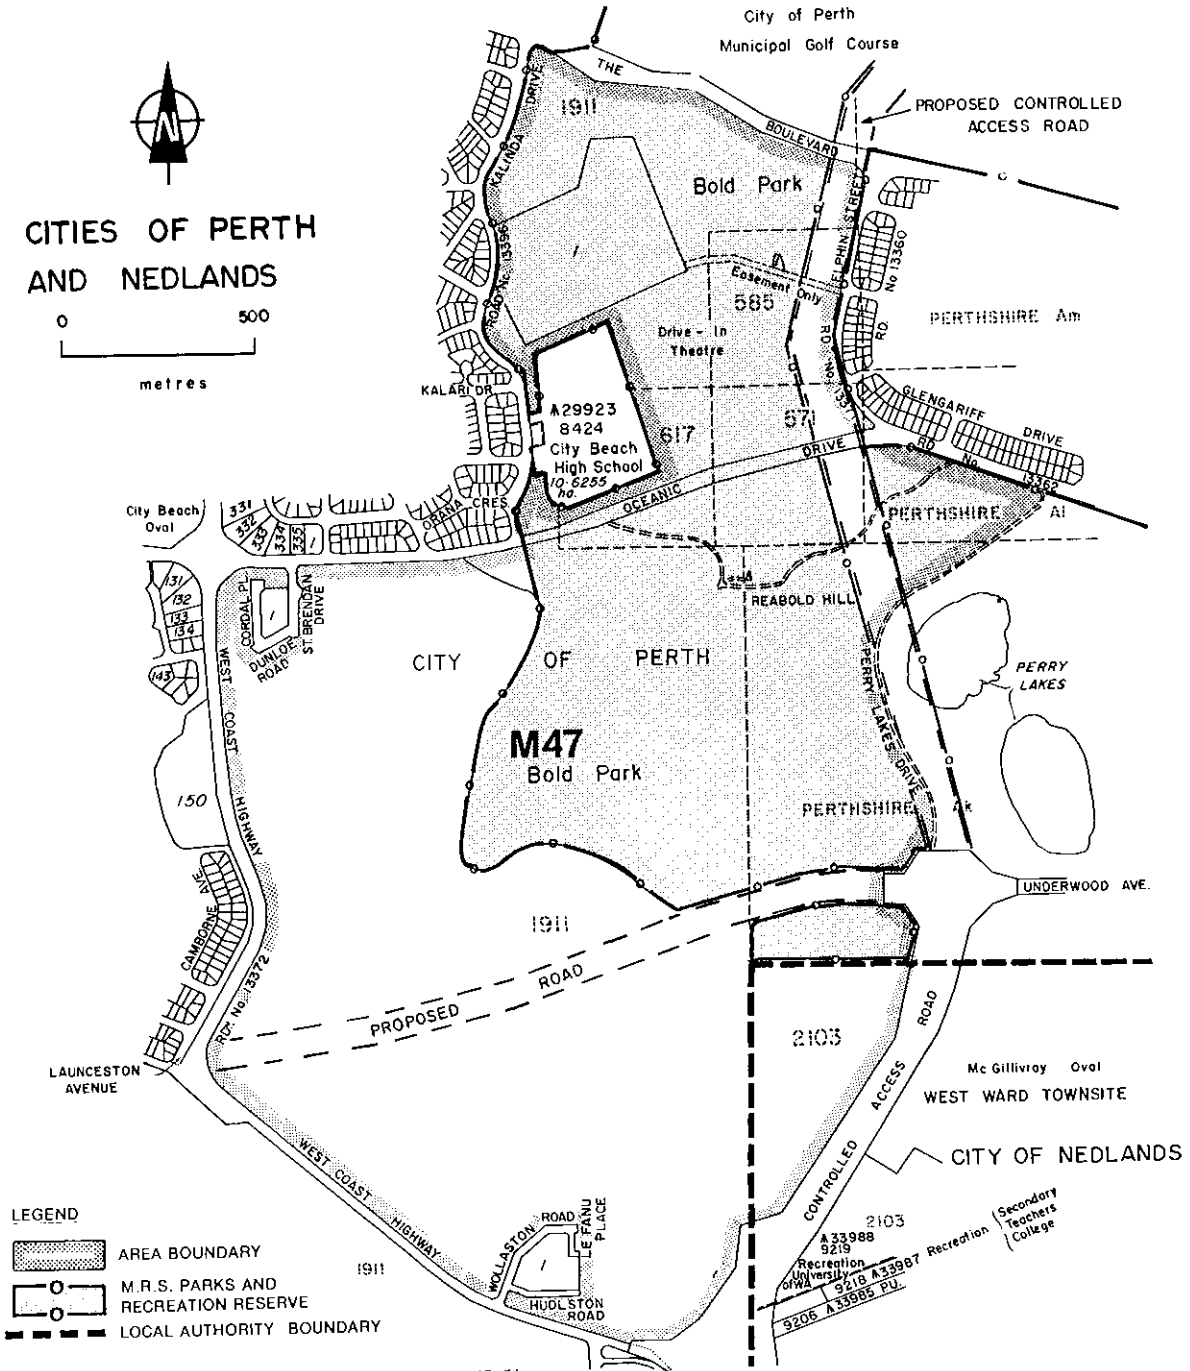 City of Perth
Municipal Golf Course
THE
BOULEVARD
PROPOSED CONTROLLED
ACCESS ROAD
N
CITIES OF PERTH
AND NEDLANDS
0 500
metres
KALINDA DRIVE
1911
Bold Park
1
Easement Only
585
Drive - In
Theatre
No 13360
RD.
PERTHSHIRE Am
KALARI DR
A29923
8424
City Beach
High School
10·6255
ha.
617
571
GLENGARIFF
DRIVE
RD No 13362
OCEANIC
DRIVE
ORANA
CRES
City Beach
Oval
331
332
333
334
335
1
PERTHSHIRE
Al
131
132
133
134
143
CORDAL PL.
1
ST. BRENDAN
DRIVE
DUNLOE
ROAD
REABOLD HILL
CITY OF PERTH
PERRY
LAKES
PERRY LAKES DRIVE
WEST COAST HIGHWAY
M47
Bold Park
150
PERTHSHIRE Ak
UNDERWOOD AVE.
CAMBORNE AVE
1911
RD. No. 13372
PROPOSED ROAD
2103
LAUNCESTON
AVENUE
Mc Gillivray Oval
WEST WARD TOWNSITE
CONTROLLED ACCESS ROAD
CITY OF NEDLANDS
WEST COAST HIGHWAY
WOLLASTON
ROAD
LE FANU
PLACE
1
HUDLSTON
ROAD
1911
2103
A33988
9219
Recreation
University
of WA
9218 A33987 Recreation
Secondary
Teachers
College
9206 A33985 P.U.
LEGEND
AREA BOUNDARY
M.R.S. PARKS AND
RECREATION RESERVE
LOCAL AUTHORITY BOUNDARY